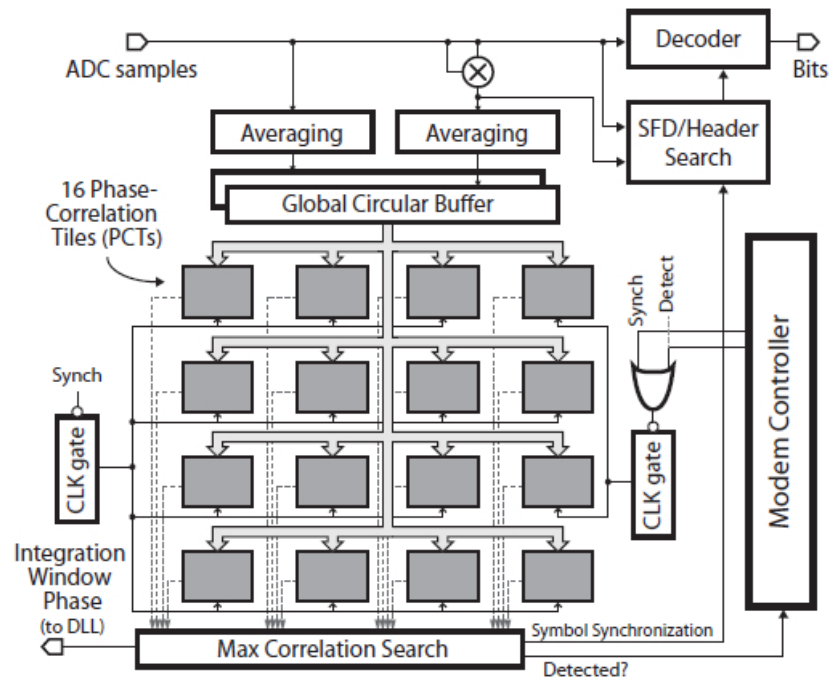 ADC samples
Decoder
Bits
Averaging
Averaging
SFD/Header
Search
16 Phase-
Correlation
Tiles (PCTs)
Global Circular Buffer
Synch
Detect
Synch
CLK gate
CLK gate
Modem Controller
Integration
Window
Phase
(to DLL)
Symbol Synchronization
Max Correlation Search
Detected?